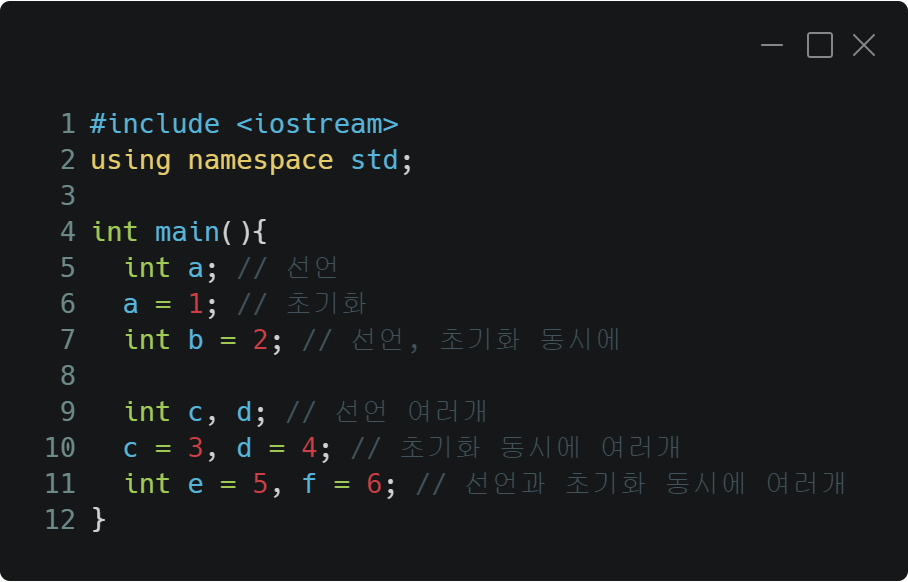 1 #include <iostream>
2 using namespace std;
3
4 int main(){
5   int a; // 선언
6   a = 1; // 초기화
7   int b = 2; // 선언, 초기화 동시에
8
9   int c, d; // 선언 여러개
10   c = 3, d = 4; // 초기화 동시에 여러개
11   int e = 5, f = 6; // 선언과 초기화 동시에 여러개
12 }